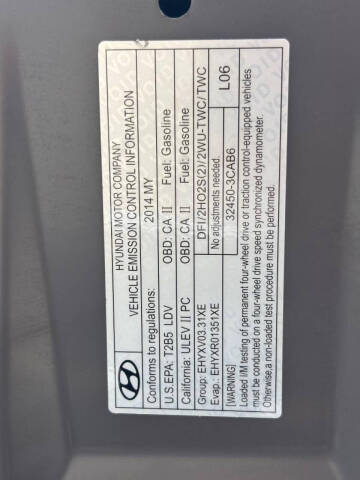 HYUNDAI MOTOR COMPANY
VEHICLE EMISSION CONTROL INFORMATION
Conforms to regulations: 2014 MY
U.S.EPA: T2B5 LDV OBD: CA II Fuel: Gasoline
California: ULEV II PC OBD: CA II Fuel: Gasoline
Group: EHYXV03.31XE DFI/2HO2S(2)/2WU-TWC/TWC
Evap.: EHYXR01351XE No adjustments needed.
32450-3CAB6 L06
[WARNING]
Loaded I/M testing of permanent four-wheel drive or traction control-equipped vehicles
must be conducted on a four-wheel drive speed synchronized dynamometer.
Otherwise,a non-loaded test procedure must be performed.